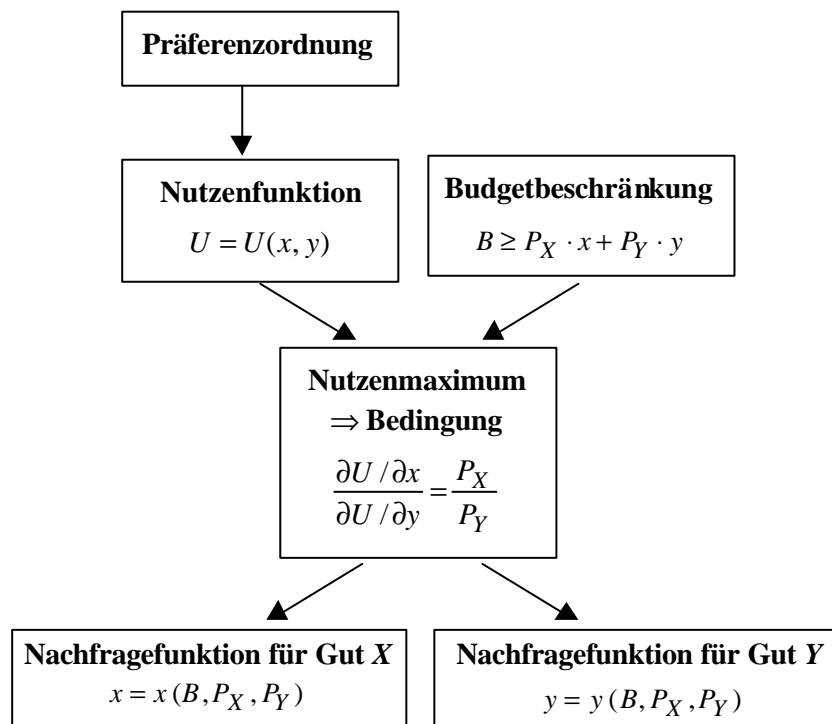 Präferenzordnung
Nutzenfunktion
U = U(x, y)
Budgetbeschränkung
B ≥ P_X · x + P_Y · y
Nutzenmaximum
⇒ Bedingung
∂U / ∂x / ∂U / ∂y = P_X / P_Y
Nachfragefunktion für Gut X
x = x (B, P_X, P_Y)
Nachfragefunktion für Gut Y
y = y (B, P_X, P_Y)